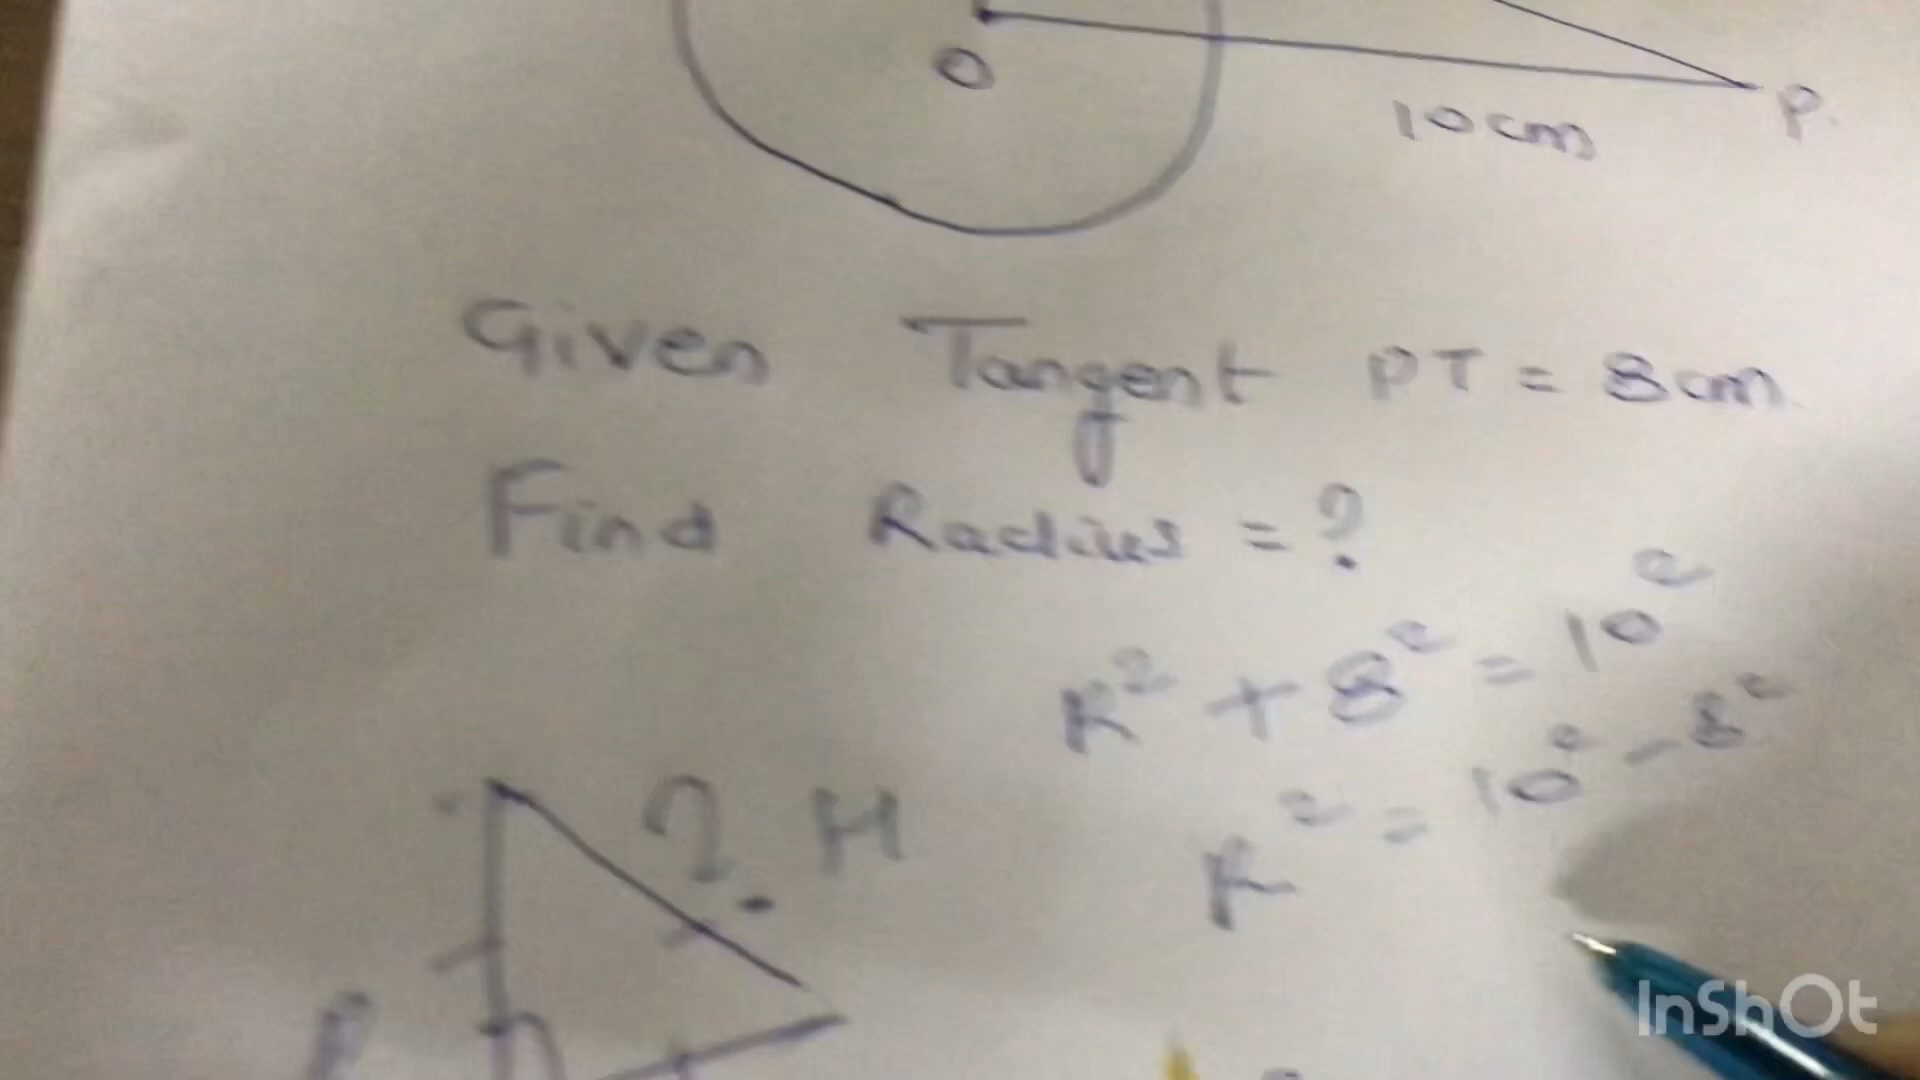 O
10cm P
Given Tangent PT = 8cm
Find Radius = ?
R² + 8² = 10²
R² = 10² - 8²
? H
P
InShOt